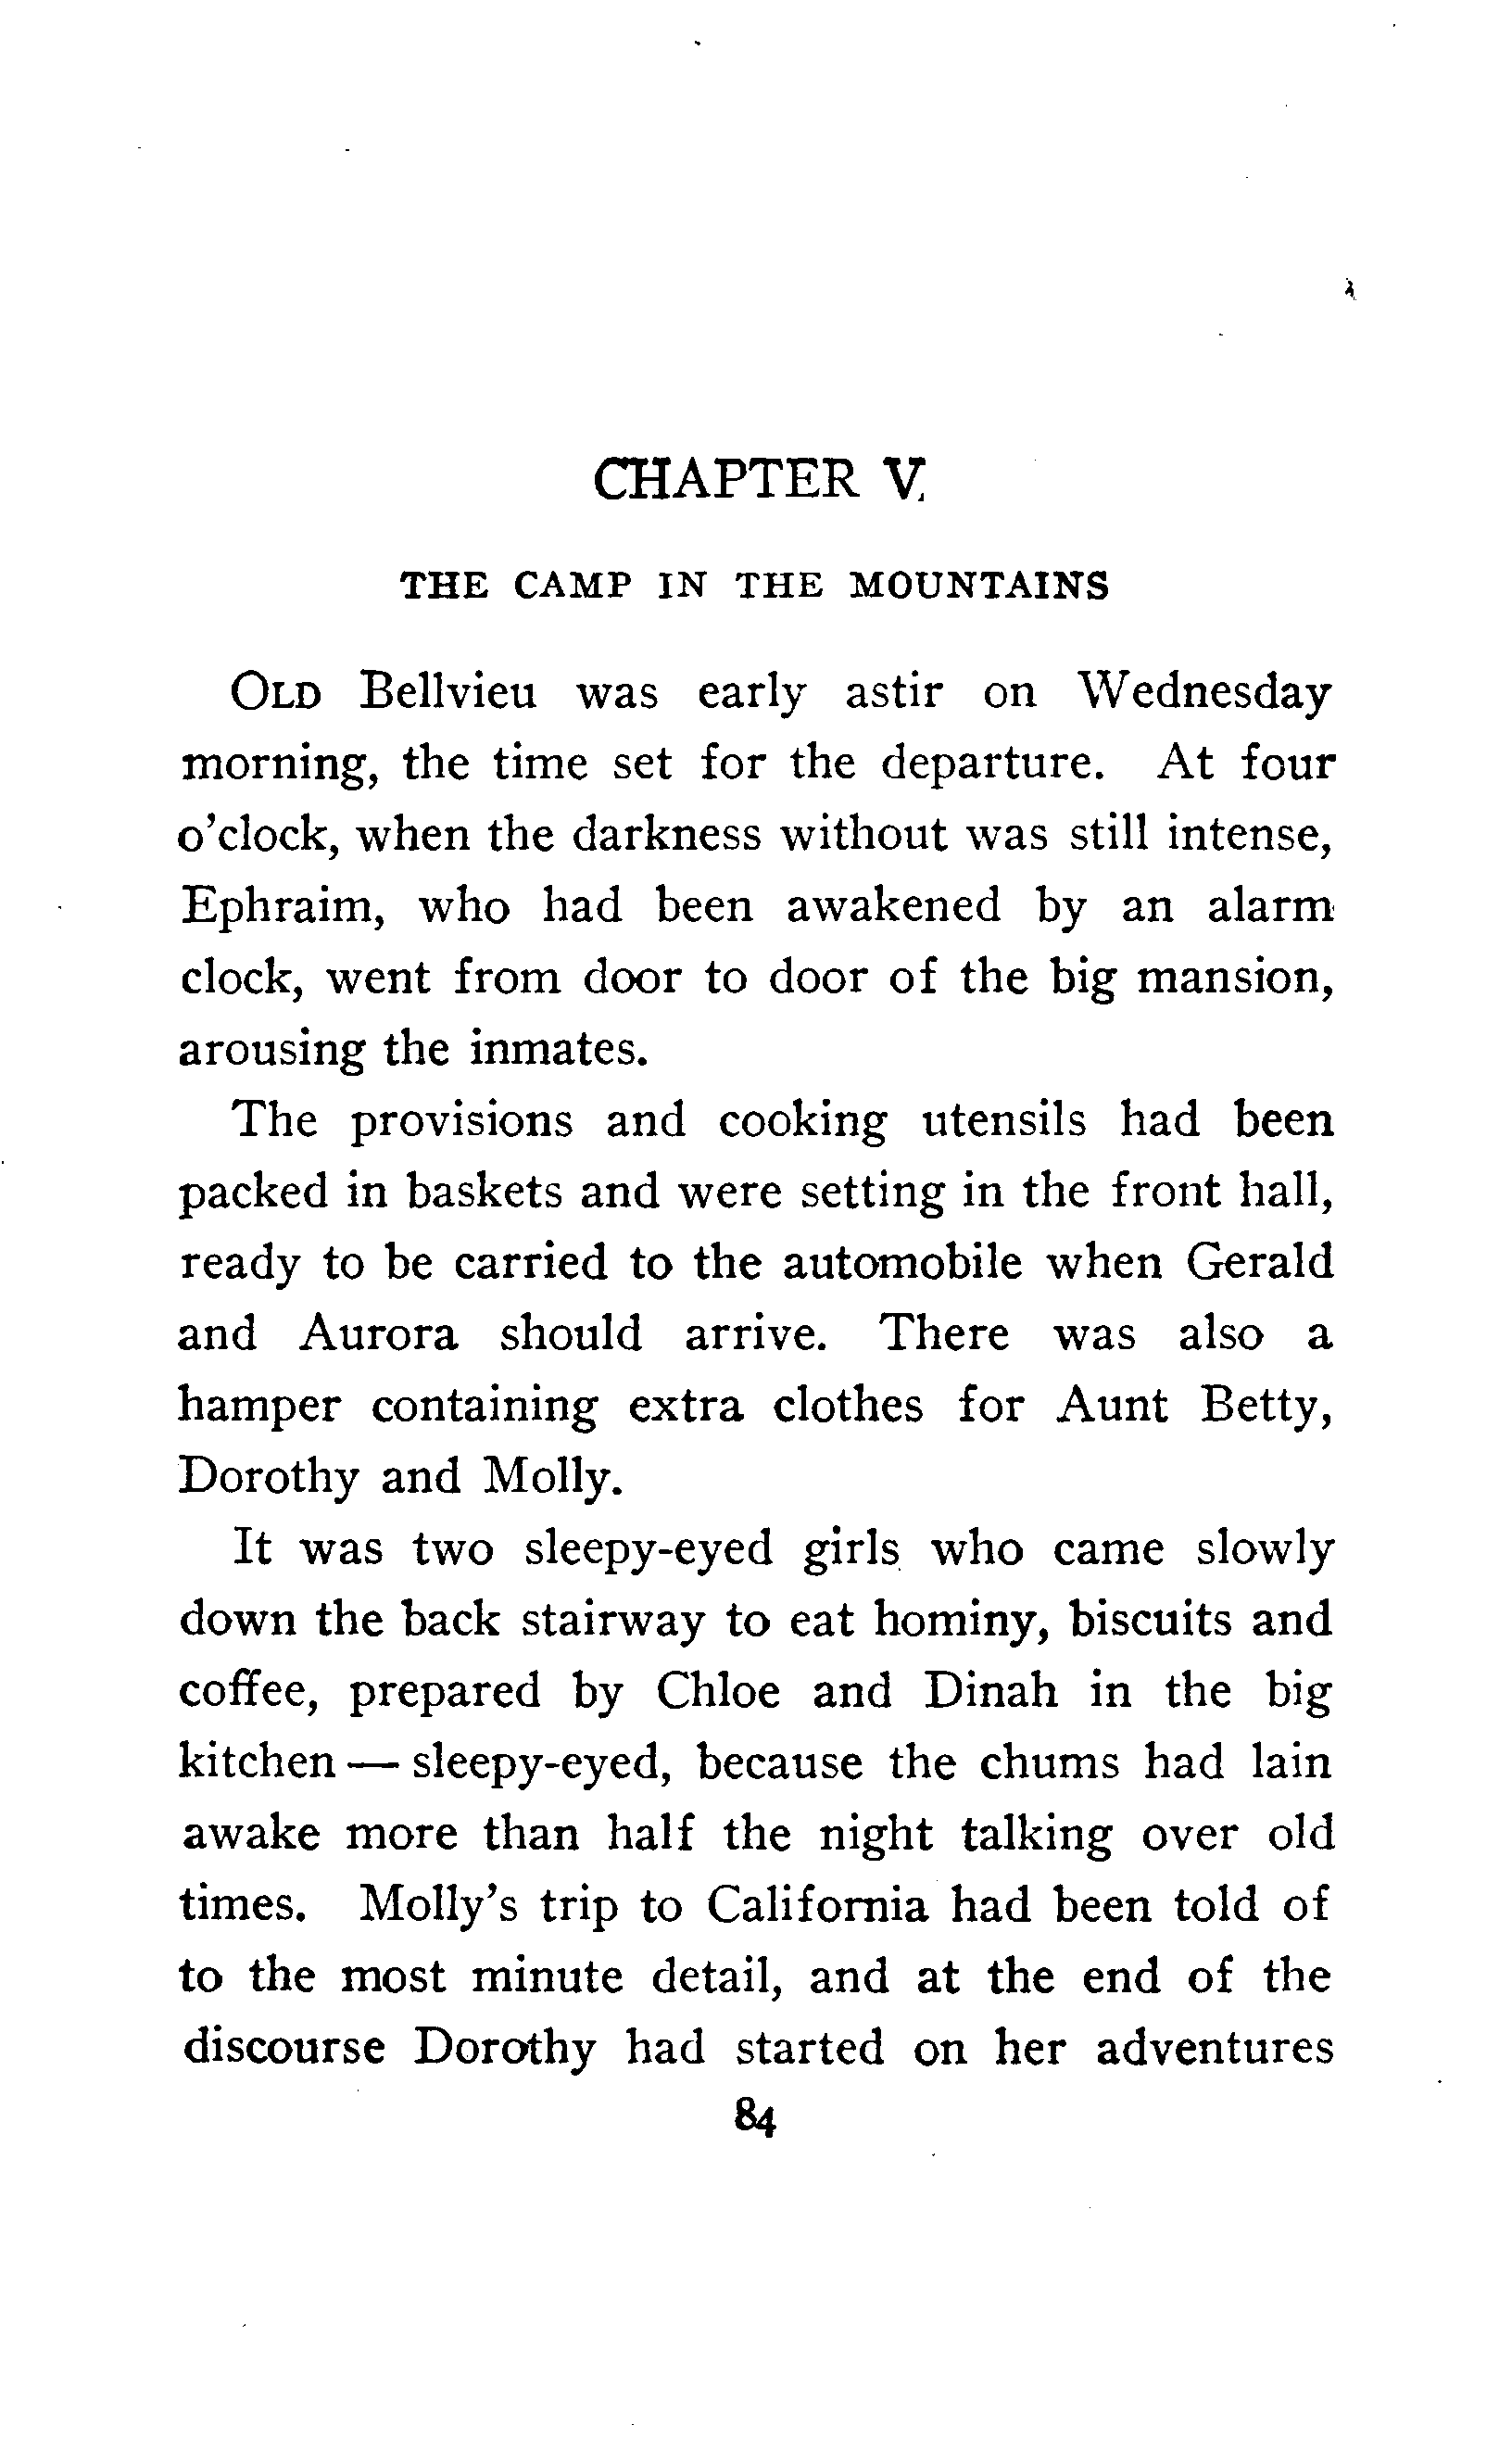 CHAPTER V.
THE CAMP IN THE MOUNTAINS
OLD Bellvieu was early astir on Wednesday
morning, the time set for the departure. At four
o'clock, when the darkness without was still intense,
Ephraim, who had been awakened by an alarm
clock, went from door to door of the big mansion,
arousing the inmates.
The provisions and cooking utensils had been
packed in baskets and were setting in the front hall,
ready to be carried to the automobile when Gerald
and Aurora should arrive. There was also a
hamper containing extra clothes for Aunt Betty,
Dorothy and Molly.
It was two sleepy-eyed girls who came slowly
down the back stairway to eat hominy, biscuits and
coffee, prepared by Chloe and Dinah in the big
kitchen — sleepy-eyed, because the chums had lain
awake more than half the night talking over old
times. Molly's trip to California had been told of
to the most minute detail, and at the end of the
discourse Dorothy had started on her adventures
84